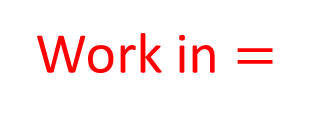 Work in =